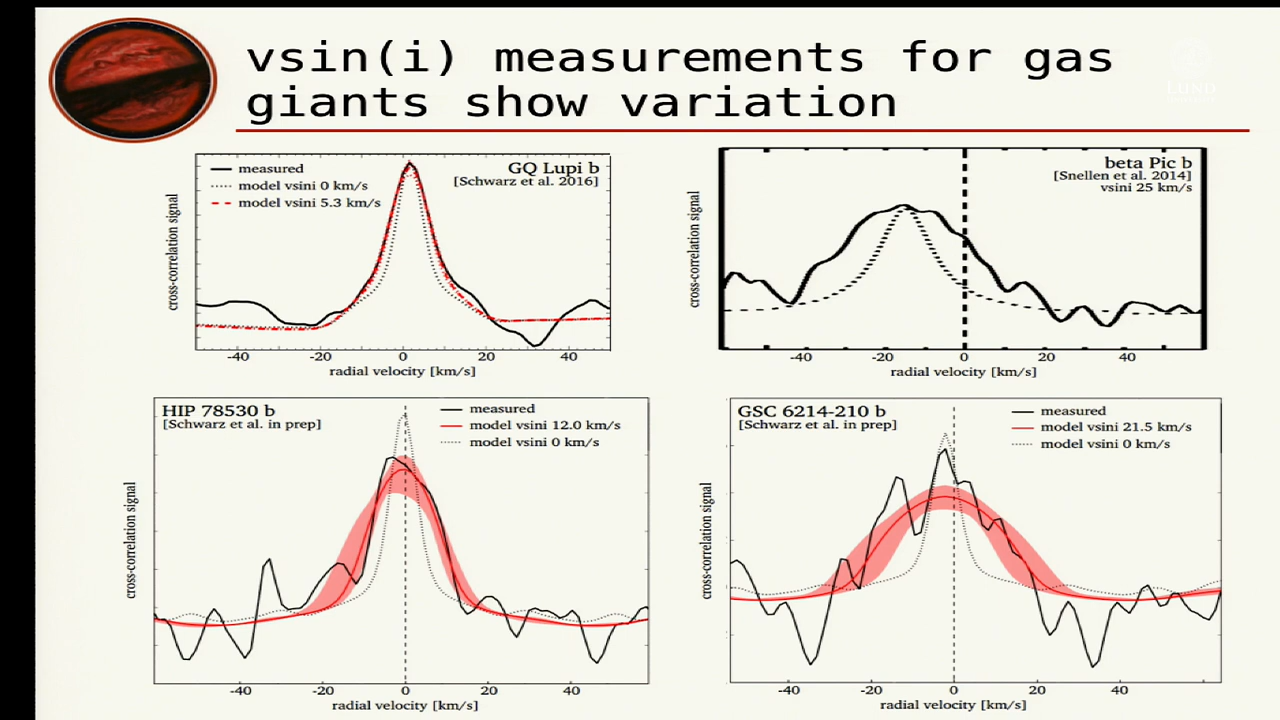 vsin(i) measurements for gas
giants show variation
LUND
GQ Lupi b
[Schwarz et al. 2016]
measured
model vsini 0 km/s
model vsini 5.3 km/s
cross-correlation signal
-40 -20 0 20 40
radial velocity [km/s]
beta Pic b
[Snellen et al. 2014]
vsini 25 km/s
cross-correlation signal
-40 -20 0 20 40
radial velocity [km/s]
HIP 78530 b
[Schwarz et al. in prep]
measured
model vsini 12.0 km/s
model vsini 0 km/s
cross-correlation signal
-40 -20 0 20 40
radial velocity [km/s]
GSC 6214-210 b
[Schwarz et al. in prep]
measured
model vsini 21.5 km/s
model vsini 0 km/s
cross-correlation signal
-40 -20 0 20 40
radial velocity [km/s]